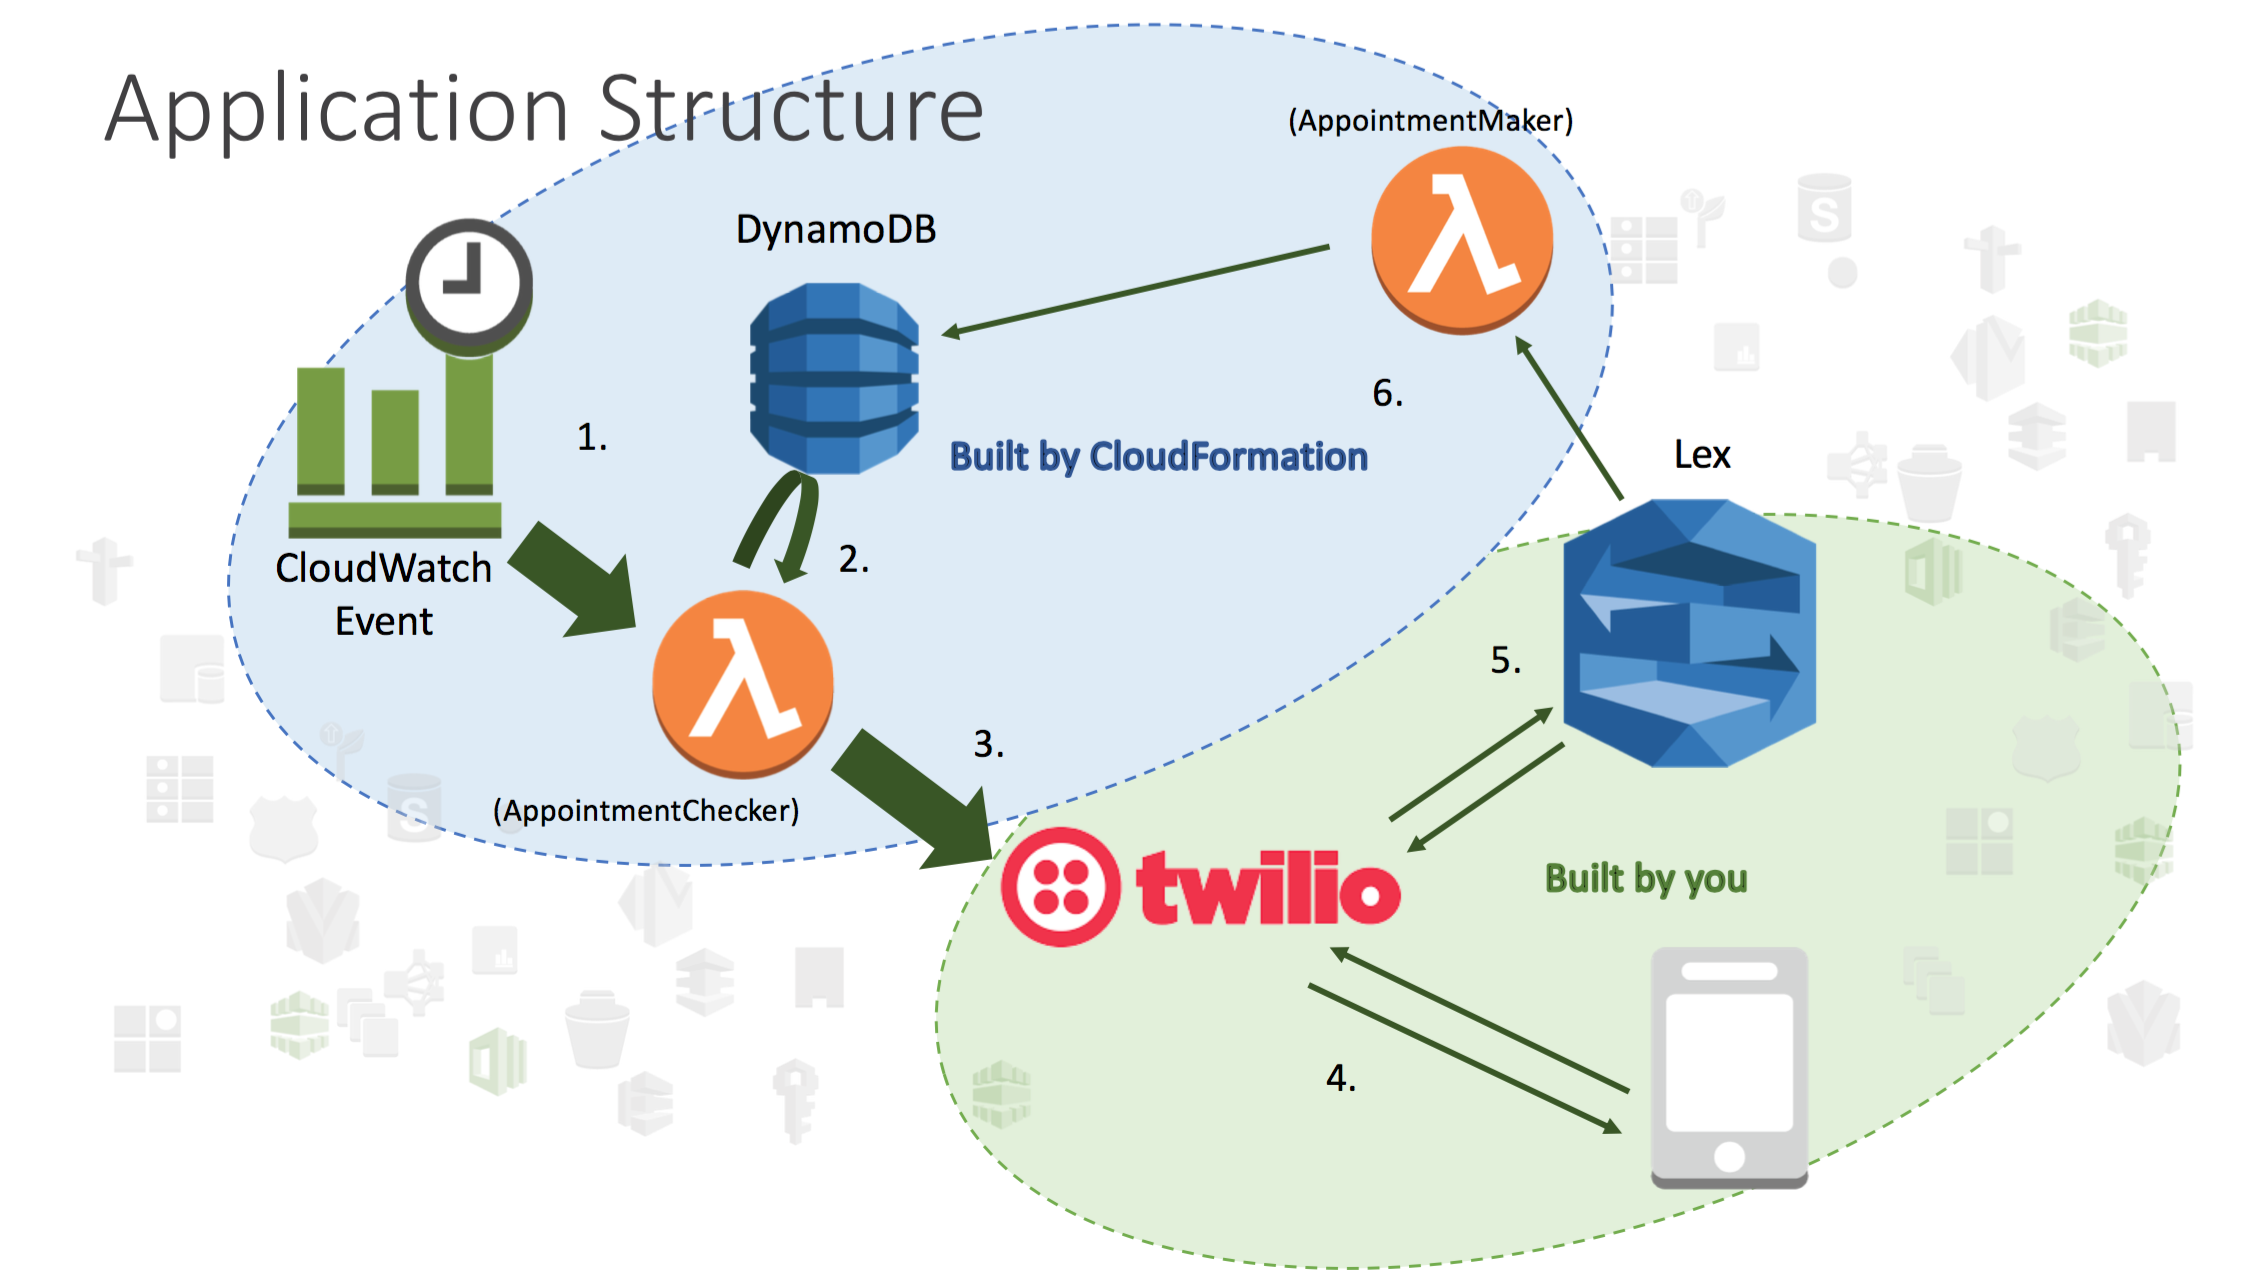 Application Structure
(AppointmentMaker)
DynamoDB
6.
1.
Built by CloudFormation
Lex
CloudWatch
Event
2.
5.
3.
(AppointmentChecker)
twilio
Built by you
4.